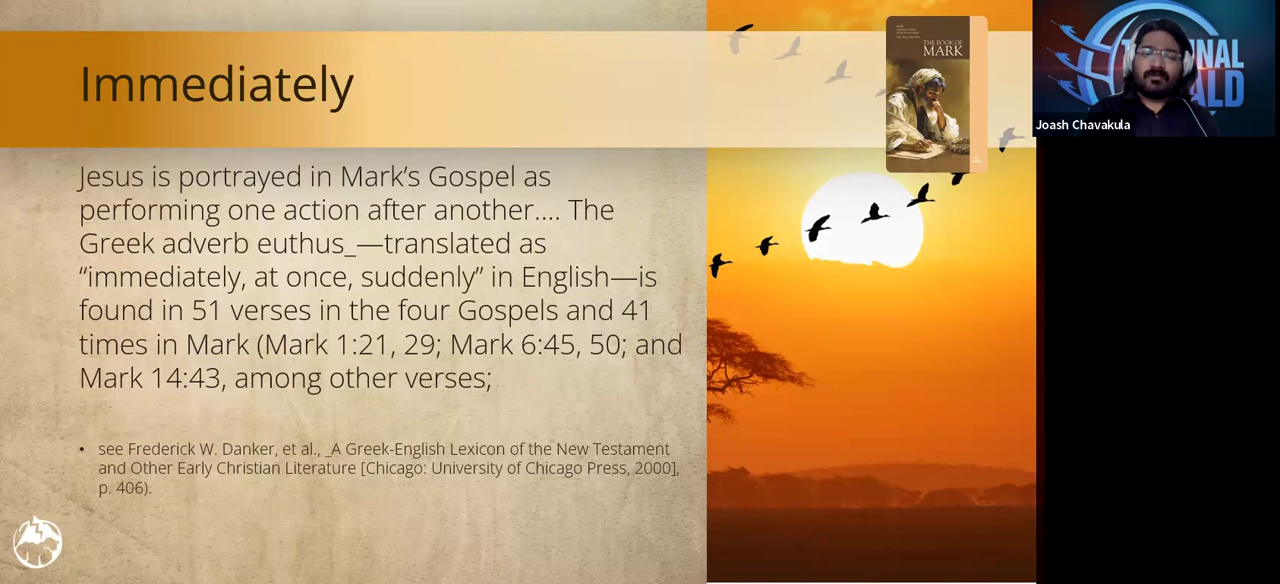 Immediately
THE BOOK OF
MARK
Joash Chavakula
Jesus is portrayed in Mark’s Gospel as
performing one action after another.... The
Greek adverb euthus_—translated as
“immediately, at once, suddenly” in English—is
found in 51 verses in the four Gospels and 41
times in Mark (Mark 1:21, 29; Mark 6:45, 50; and
Mark 14:43, among other verses;
• see Frederick W. Danker, et al., _A Greek-English Lexicon of the New Testament
and Other Early Christian Literature [Chicago: University of Chicago Press, 2000],
p. 406).